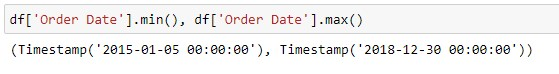 df['Order Date'].min(), df['Order Date'].max()
(Timestamp('2015-01-05 00:00:00'), Timestamp('2018-12-30 00:00:00'))